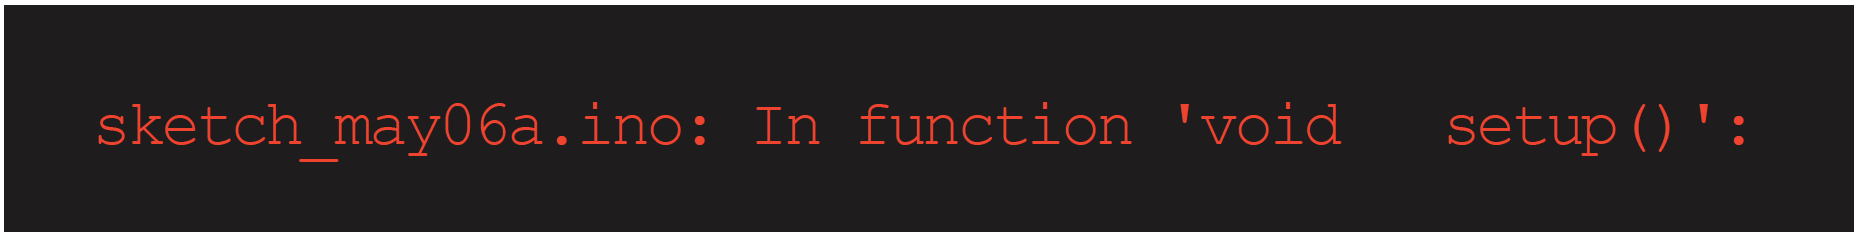 sketch_may06a.ino: In function 'void   setup()':